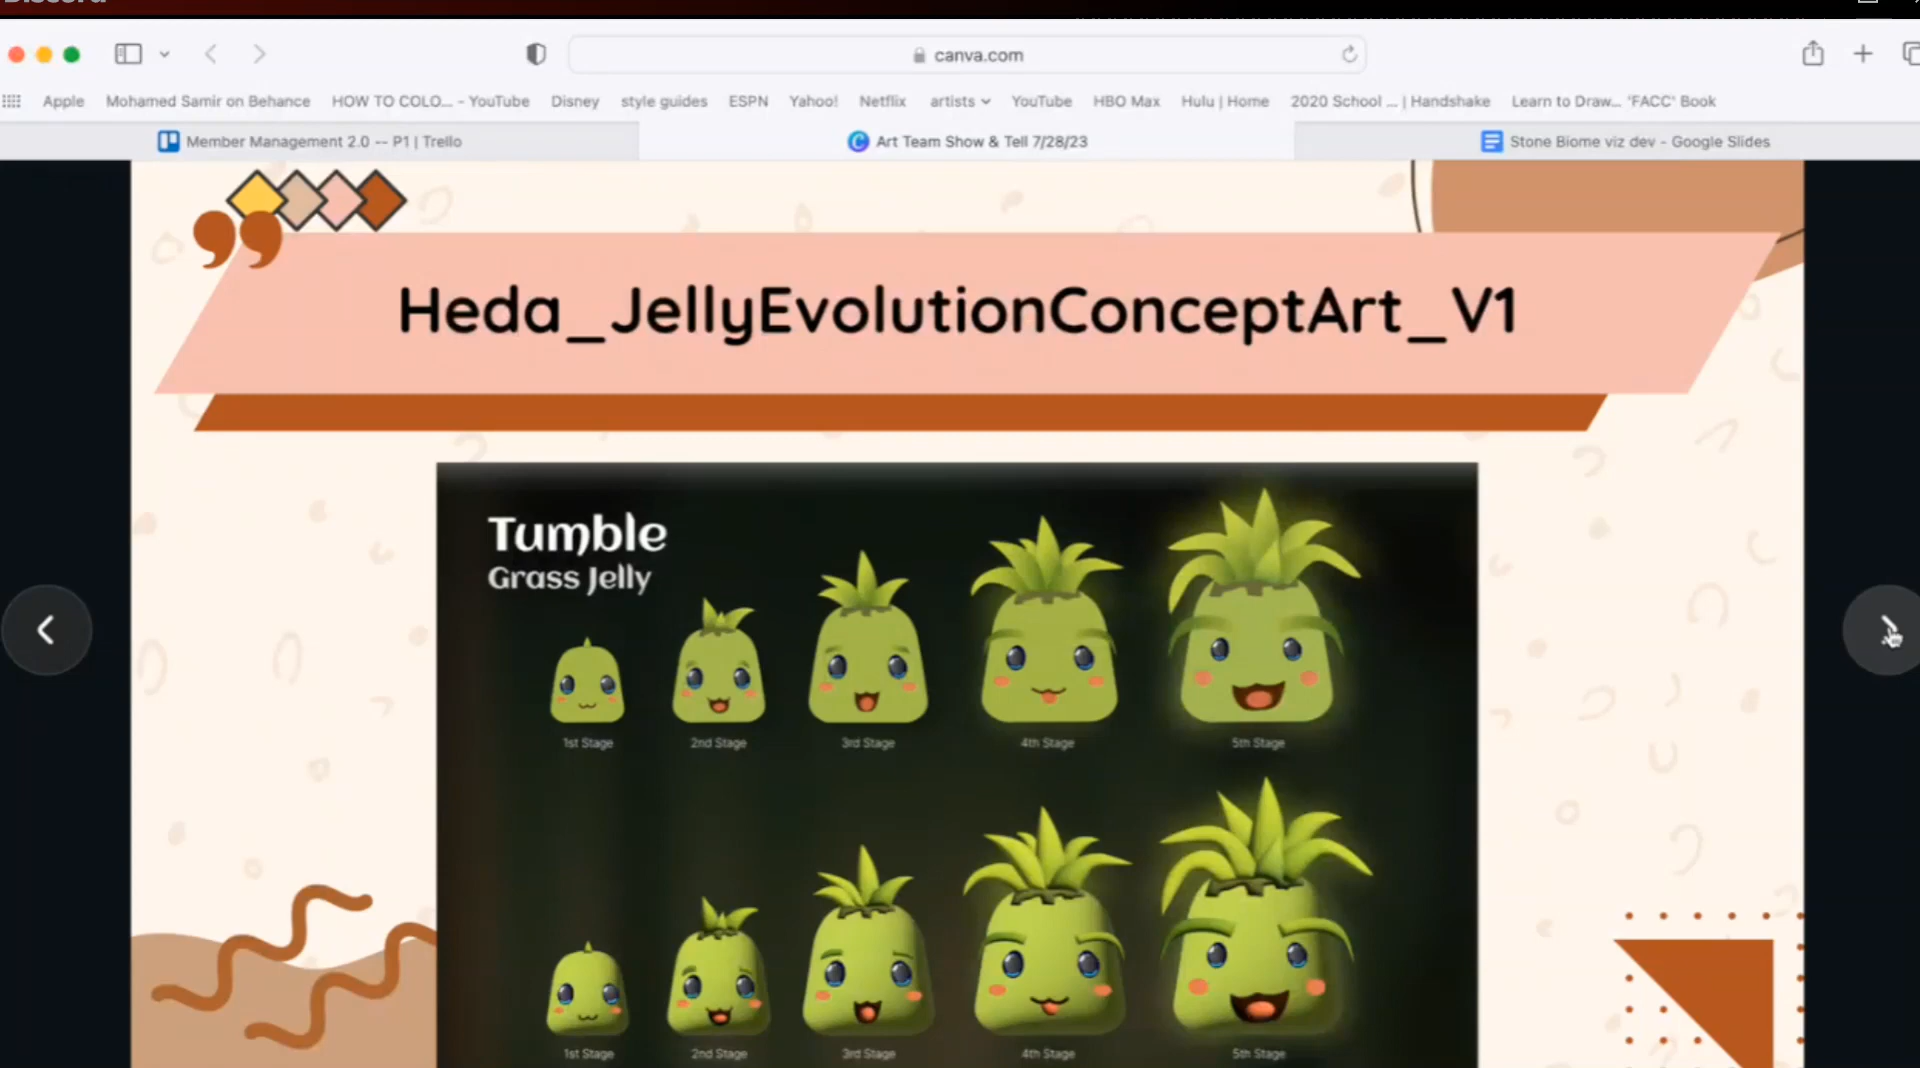 Discord
canva.com
Apple Mohamed Samir on Behance HOW TO COLO... - YouTube Disney style guides ESPN Yahoo! Netflix artists YouTube HBO Max Hulu | Home 2020 School ... | Handshake Learn to Draw... 'FACC' Book
Member Management 2.0 -- P1 | Trello Art Team Show & Tell 7/28/23 Stone Biome viz dev - Google Slides
Heda_JellyEvolutionConceptArt_V1
Tumble
Grass Jelly
1st Stage 2nd Stage 3rd Stage 4th Stage 5th Stage
1st Stage 2nd Stage 3rd Stage 4th Stage 5th Stage